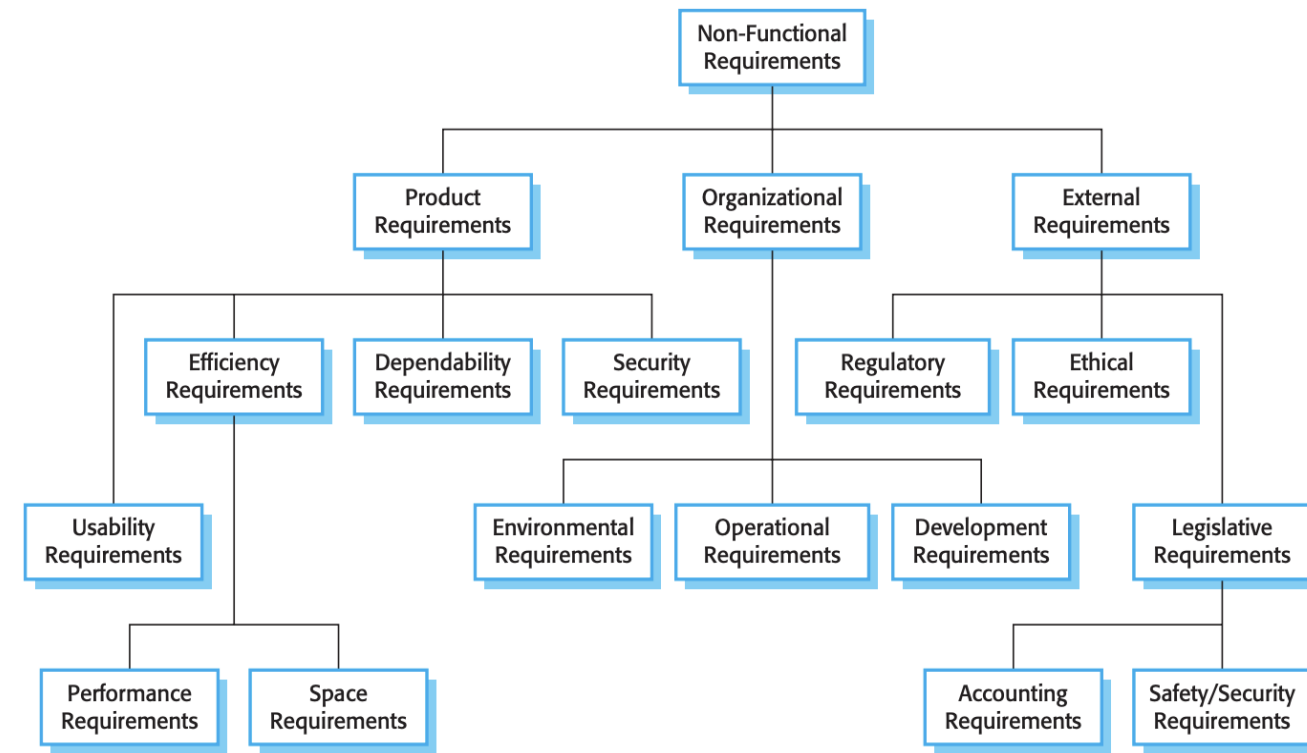 Non-Functional
Requirements
Product
Requirements
Organizational
Requirements
External
Requirements
Efficiency
Requirements
Dependability
Requirements
Security
Requirements
Regulatory
Requirements
Ethical
Requirements
Usability
Requirements
Environmental
Requirements
Operational
Requirements
Development
Requirements
Legislative
Requirements
Performance
Requirements
Space
Requirements
Accounting
Requirements
Safety/Security
Requirements